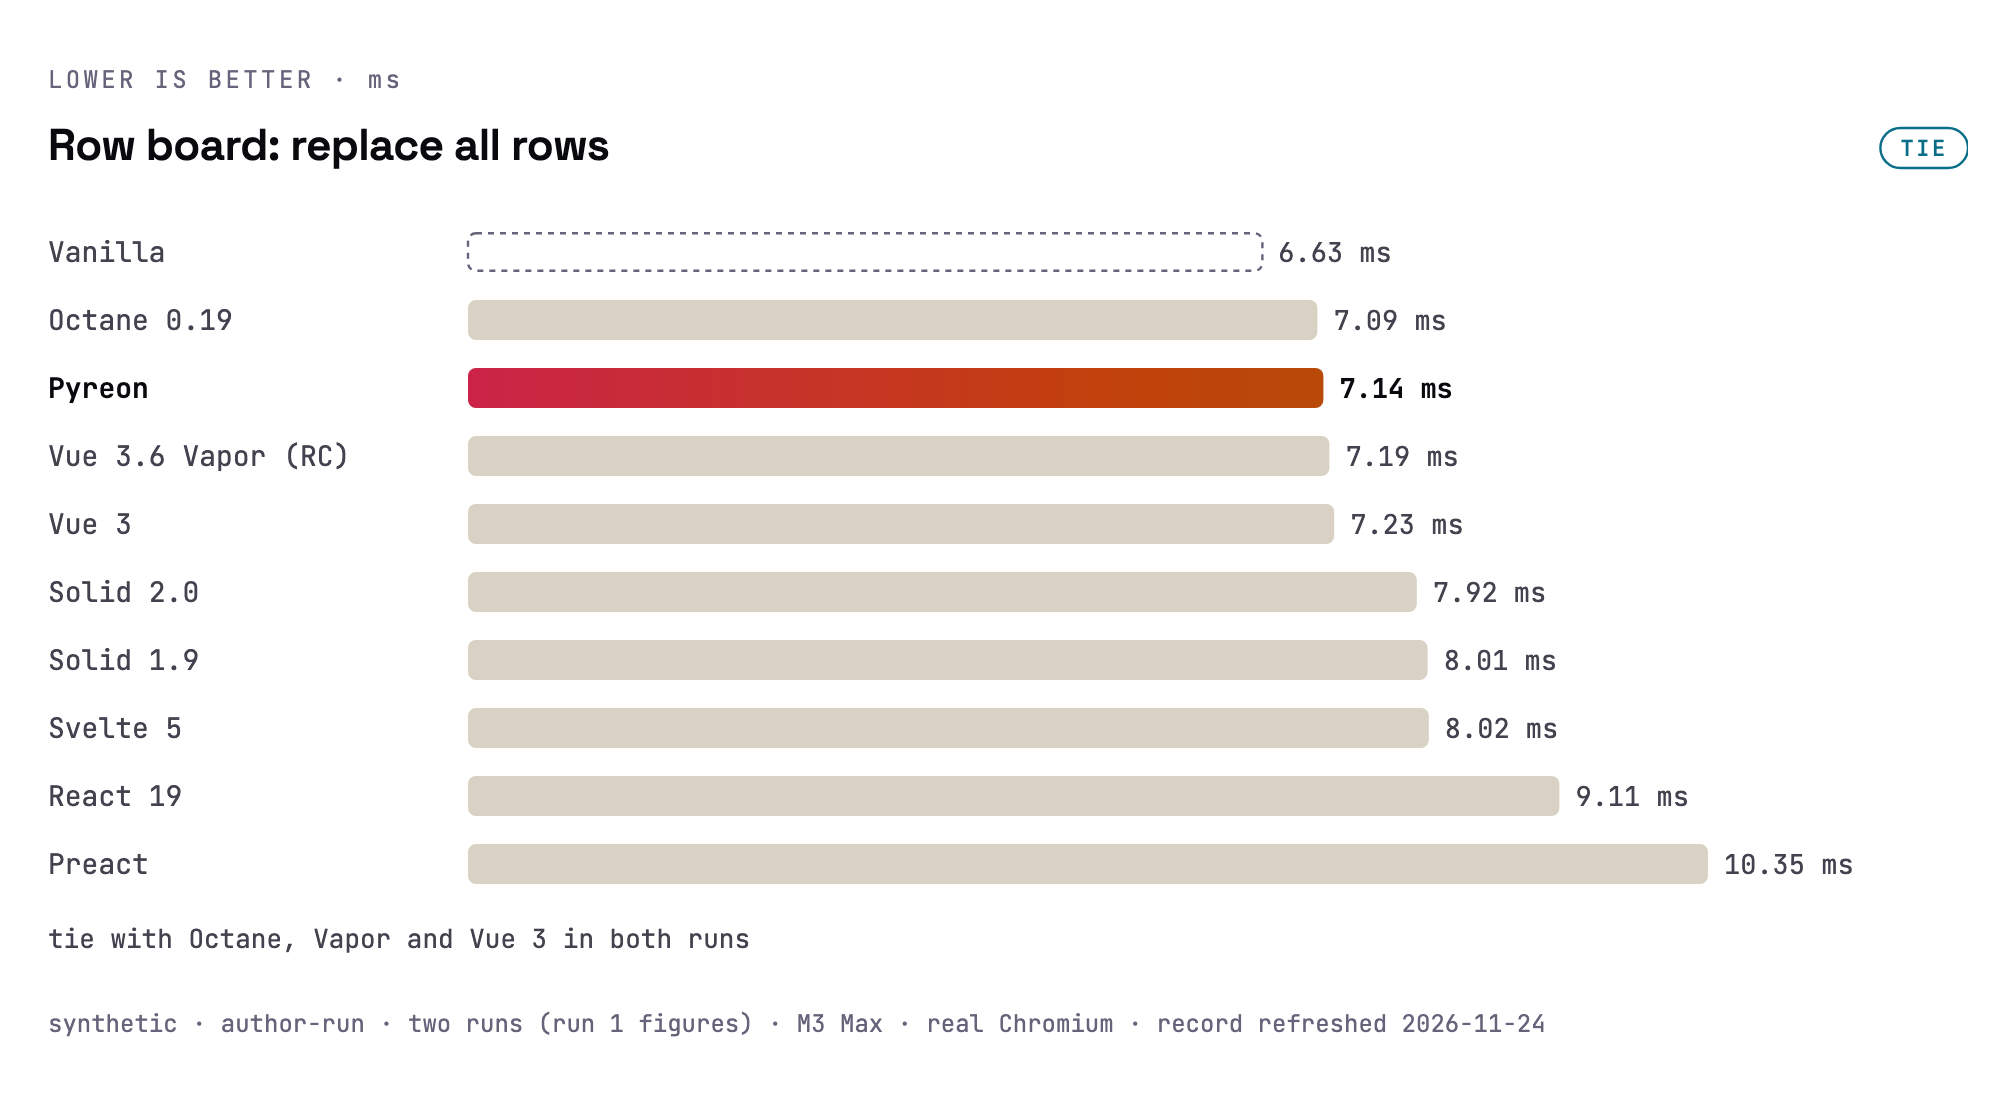 LOWER IS BETTER · ms
Row board: replace all rows
TIE
Vanilla 6.63 ms
Octane 0.19 7.09 ms
Pyreon 7.14 ms
Vue 3.6 Vapor (RC) 7.19 ms
Vue 3 7.23 ms
Solid 2.0 7.92 ms
Solid 1.9 8.01 ms
Svelte 5 8.02 ms
React 19 9.11 ms
Preact 10.35 ms
tie with Octane, Vapor and Vue 3 in both runs
synthetic · author-run · two runs (run 1 figures) · M3 Max · real Chromium · record refreshed 2026-11-24